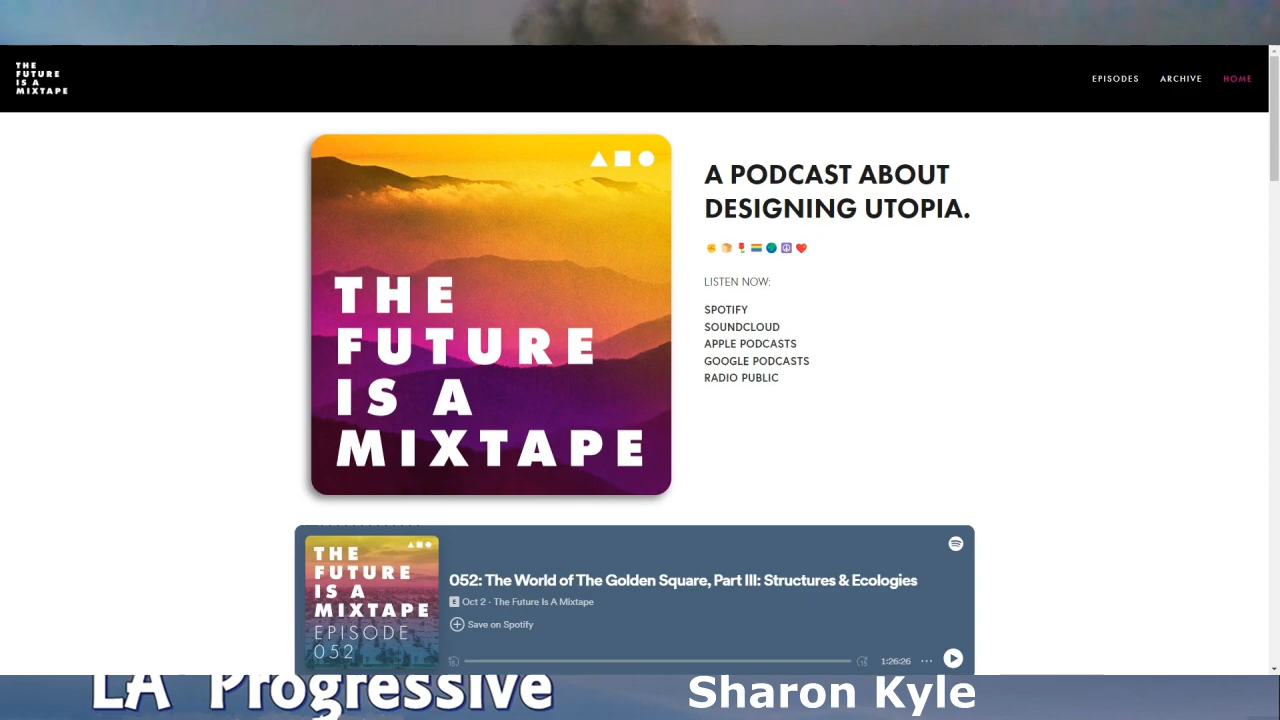 THE
FUTURE
IS A
MIXTAPE
EPISODES ARCHIVE HOME
THE
FUTURE
IS A
MIXTAPE
A PODCAST ABOUT
DESIGNING UTOPIA.
LISTEN NOW:
SPOTIFY
SOUNDCLOUD
APPLE PODCASTS
GOOGLE PODCASTS
RADIO PUBLIC
THE
FUTURE
IS A
MIXTAPE
EPISODE
052
052: The World of The Golden Square, Part III: Structures & Ecologies
E Oct 2 · The Future Is A Mixtape
Save on Spotify
15 15 1:26:26
LA Progressive
Sharon Kyle